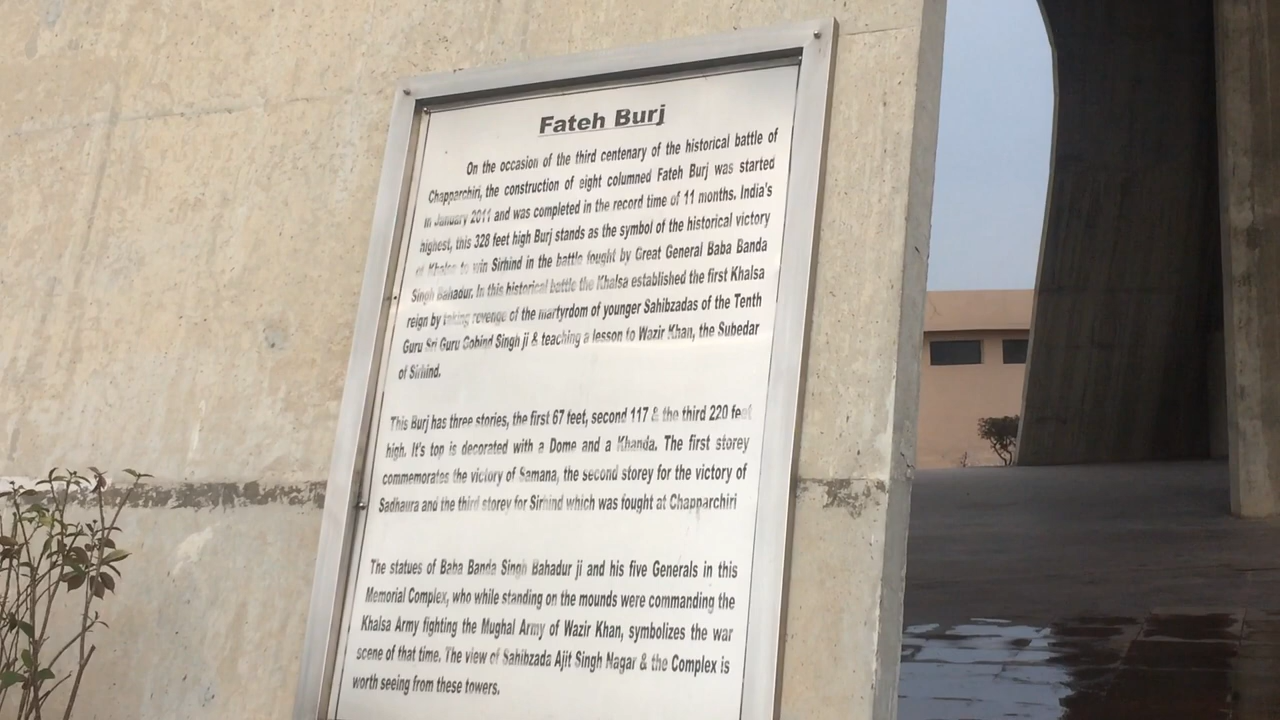 Fateh Burj
On the occasion of the third centenary of the historical battle of
Chapparchiri, the construction of eight columned Fateh Burj was started
in January 2011 and was completed in the record time of 11 months. India's
highest, this 328 feet high Burj stands as the symbol of the historical victory
of Khalsa to win Sirhind in the battle fought by Great General Baba Banda
Singh Bahadur. In this historical battle the Khalsa established the first Khalsa
reign by taking revenge of the martyrdom of younger Sahibzadas of the Tenth
Guru Sri Guru Gobind Singh ji & teaching a lesson to Wazir Khan, the Subedar
of Sirhind.
This Burj has three stories, the first 67 feet, second 117 & the third 220 feet
high. It's top is decorated with a Dome and a Khanda. The first storey
commemorates the victory of Samana, the second storey for the victory of
Sadhaura and the third storey for Sirhind which was fought at Chapparchiri
The statues of Baba Banda Singh Bahadur ji and his five Generals in this
Memorial Complex, who while standing on the mounds were commanding the
Khalsa Army fighting the Mughal Army of Wazir Khan, symbolizes the war
scene of that time. The view of Sahibzada Ajit Singh Nagar & the Complex is
worth seeing from these towers.